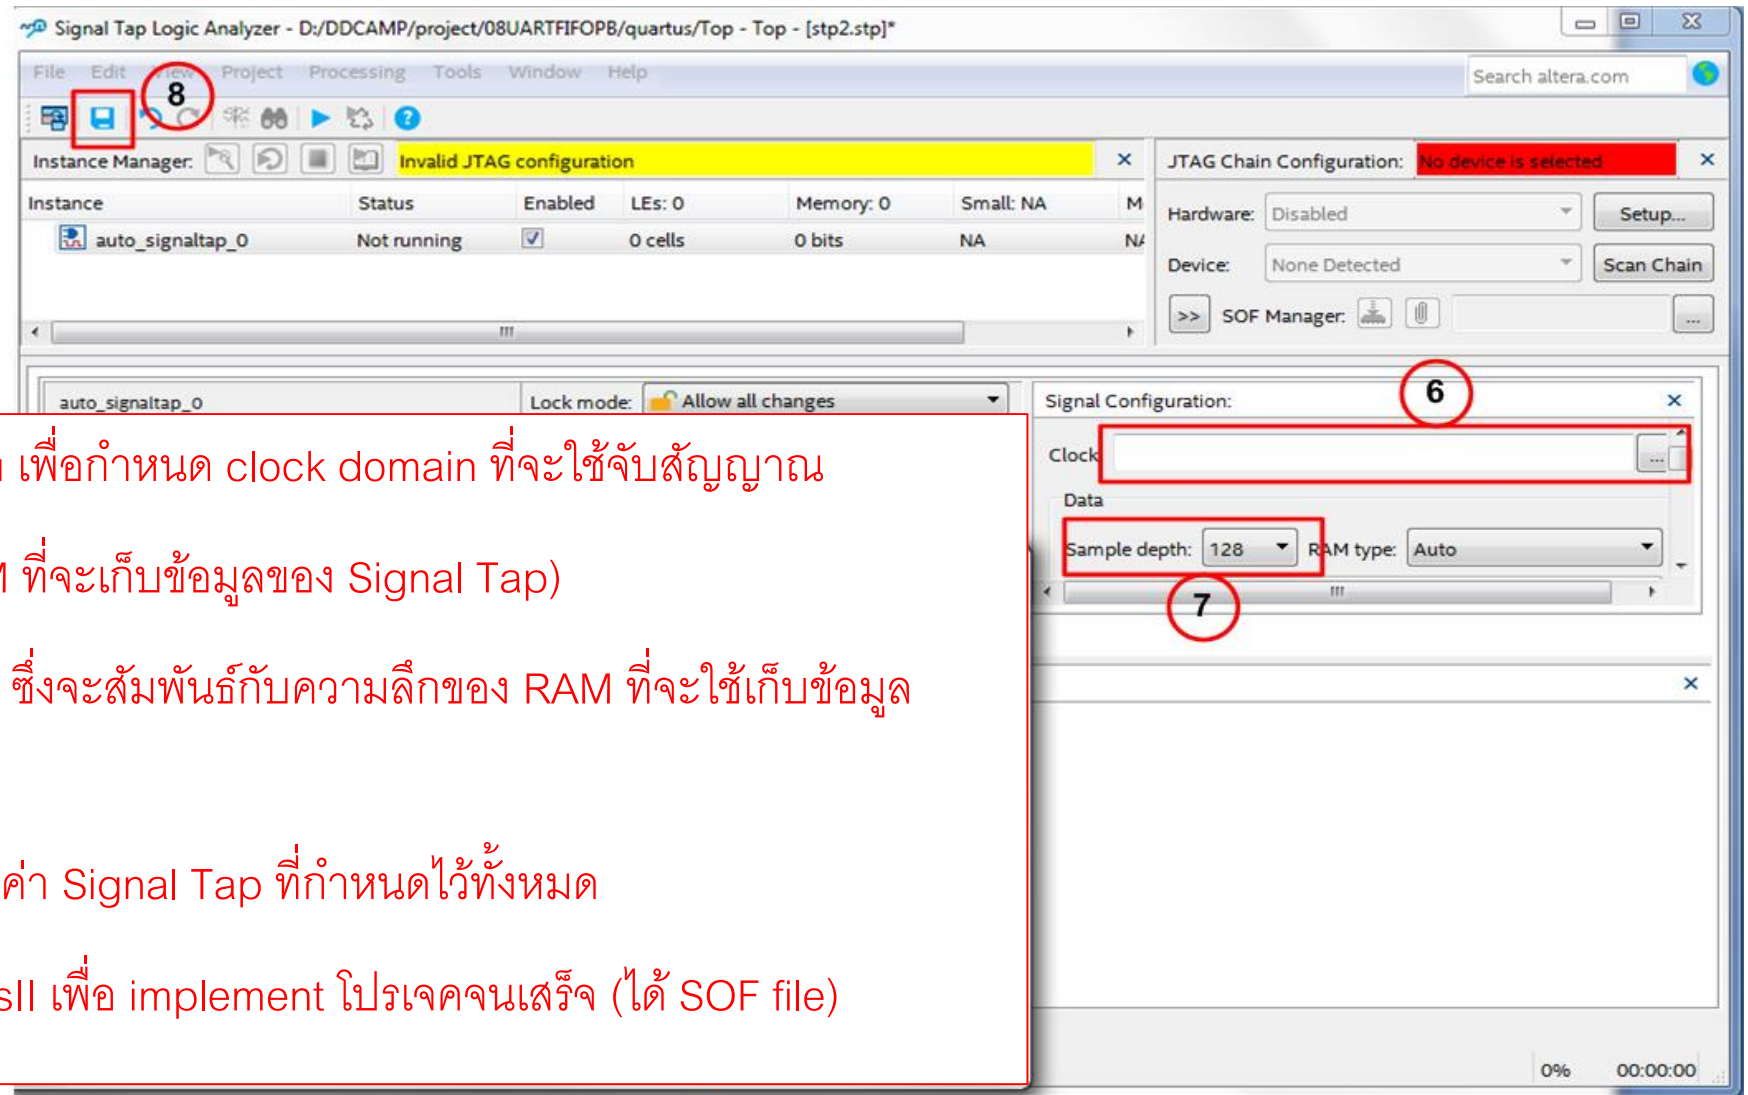 Signal Tap Logic Analyzer - D:/DDCAMP/project/08UARTFIFOPB/quartus/Top - Top - [stp2.stp]*
File Edit View Project Processing Tools Window Help
Search altera.com
8
Instance Manager: Invalid JTAG configuration
JTAG Chain Configuration: No device is selected
Instance Status Enabled LEs: 0 Memory: 0 Small: NA
auto_signaltap_0 Not running 0 cells 0 bits NA
Hardware: Disabled Setup...
Device: None Detected Scan Chain
>> SOF Manager: ...
auto_signaltap_0 Lock mode: Allow all changes
Signal Configuration:
6
Clock ...
Data
Sample depth: 128 RAM type: Auto
7
เพื่อกำหนด clock domain ที่จะใช้จับสัญญาณ
ที่จะเก็บข้อมูลของ Signal Tap)
ซึ่งจะสัมพันธ์กับความลึกของ RAM ที่จะใช้เก็บข้อมูล
ค่า Signal Tap ที่กำหนดไว้ทั้งหมด
sII เพื่อ implement โปรเจคจนเสร็จ (ได้ SOF file)
0% 00:00:00